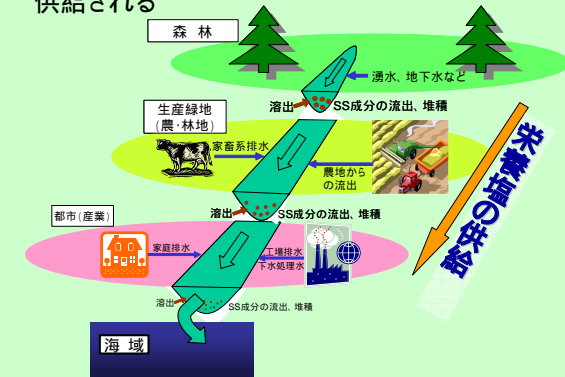 供給される
森 林
湧水、地下水など
溶出
SS成分の流出、堆積
生産緑地
(農・林地)
家畜系排水
農地から
の流出
栄養塩の供給
溶出
SS成分の流出、堆積
都市(産業)
家庭排水
工場排水
下水処理水
溶出
SS成分の流出、堆積
海 域